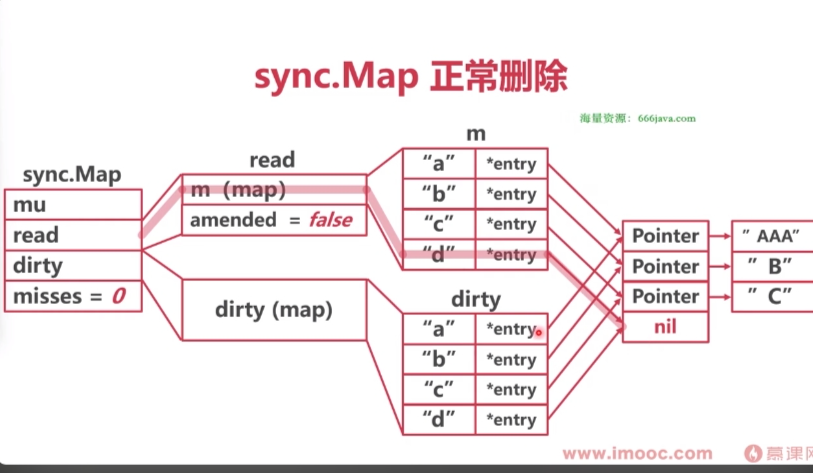 sync.Map 正常删除
海量资源：666java.com
sync.Map
mu
read
dirty
misses = 0
read
m (map)
amended = false
dirty (map)
m
“a” *entry
“b” *entry
“c” *entry
“d” *entry
dirty
“a” *entry
“b” *entry
“c” *entry
“d” *entry
Pointer ” AAA”
Pointer ” B”
Pointer ” C”
nil
www.imooc.com 慕课网